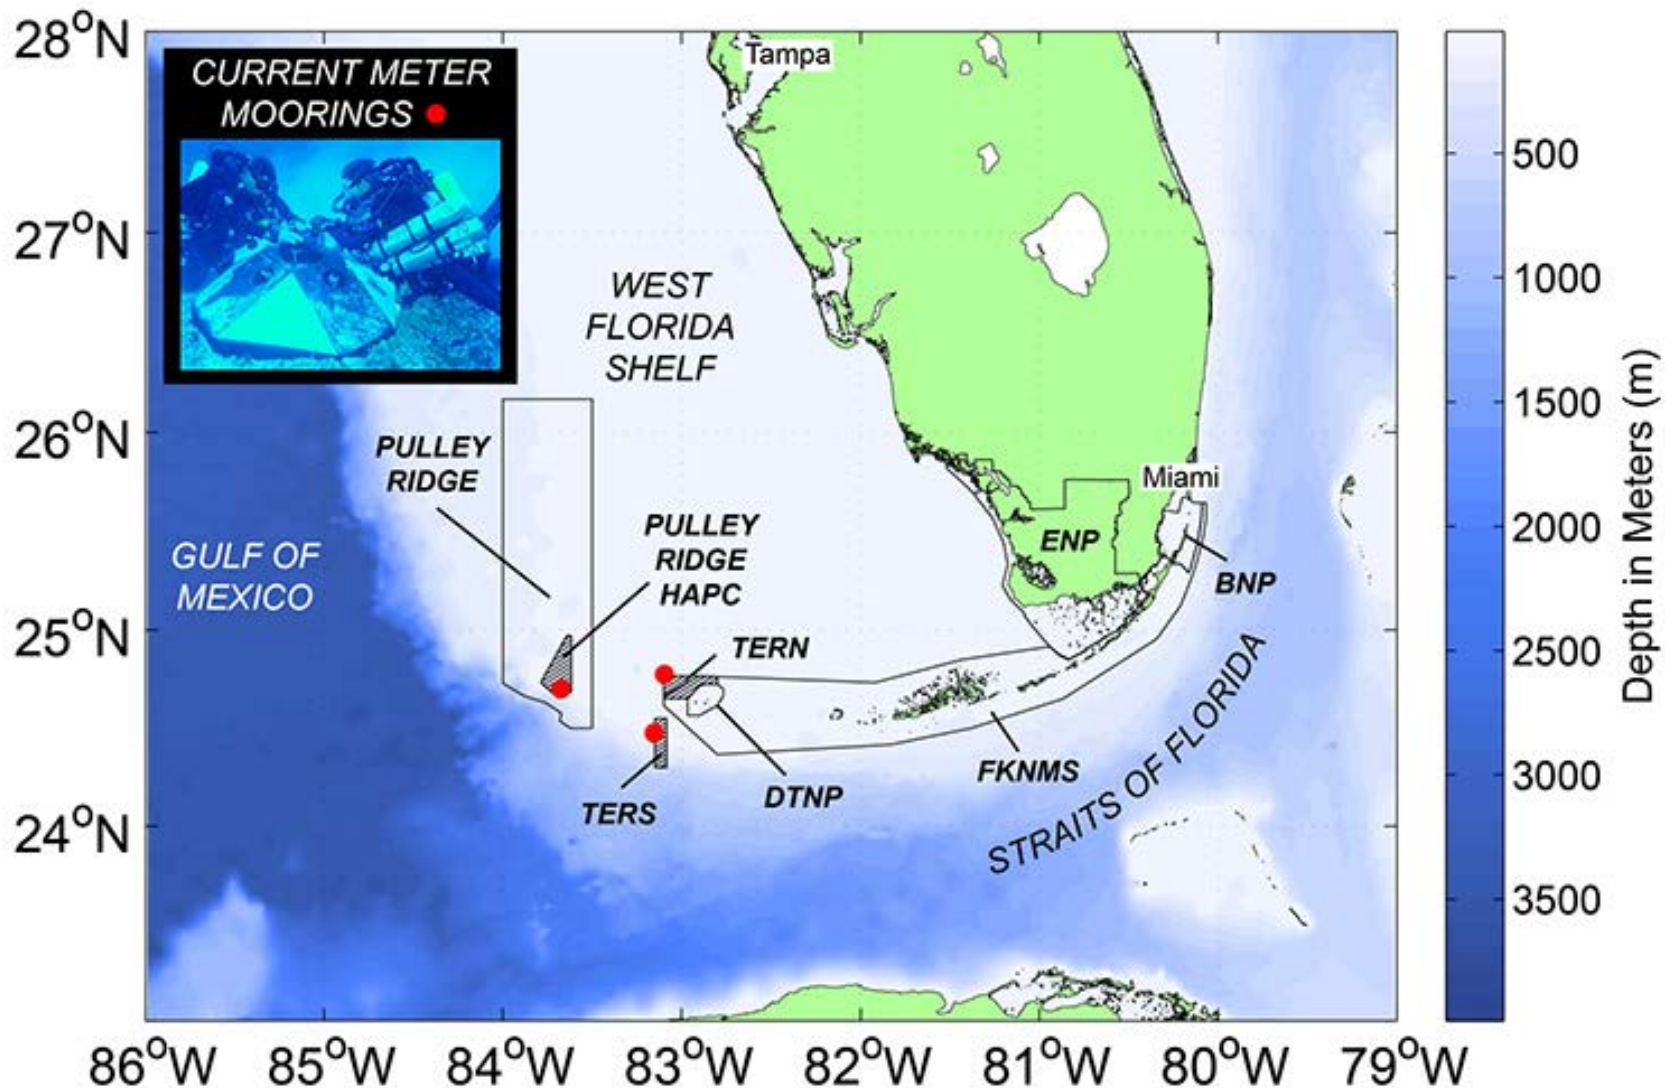 28°N
27°N
26°N
25°N
24°N
86°W
85°W
84°W
83°W
82°W
81°W
80°W
79°W
CURRENT METER
MOORINGS
Tampa
WEST
FLORIDA
SHELF
PULLEY
RIDGE
PULLEY
RIDGE
HAPC
GULF OF
MEXICO
Miami
ENP
BNP
TERN
TERS
DTNP
FKNMS
STRAITS OF FLORIDA
500
1000
1500
2000
2500
3000
3500
Depth in Meters (m)